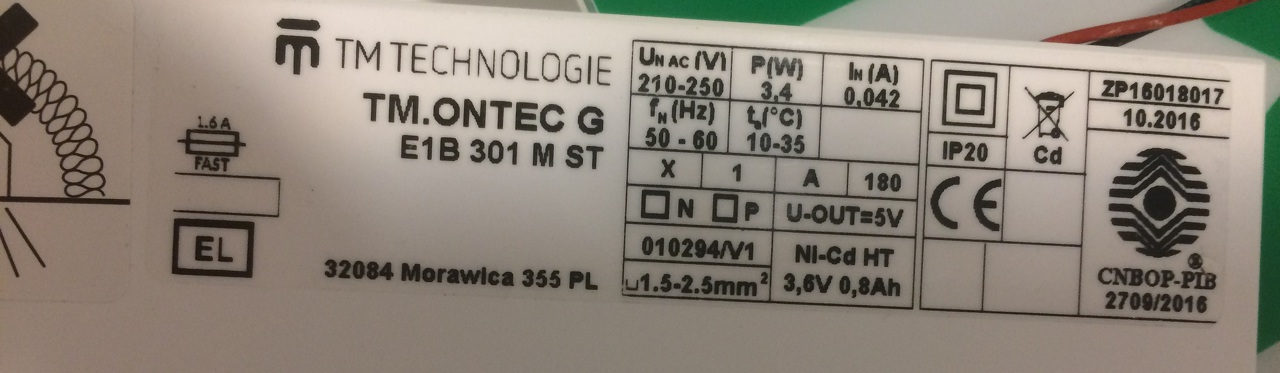 TM TECHNOLOGIE
TM.ONTEC G
E1B 301 M ST
1.6 A
FAST
EL
32084 Morawica 355 PL
UN AC (V) P(W) IN (A)
210-250 3,4 0,042
fN(Hz) ta(°C)
50 - 60 10-35
X 1 A 180
N P U-OUT=5V
010294/V1 Ni-Cd HT
1.5-2.5mm² 3,6V 0,8Ah
IP20 Cd
CE
ZP16018017
10.2016
®
CNBOP-PIB
2709/2016